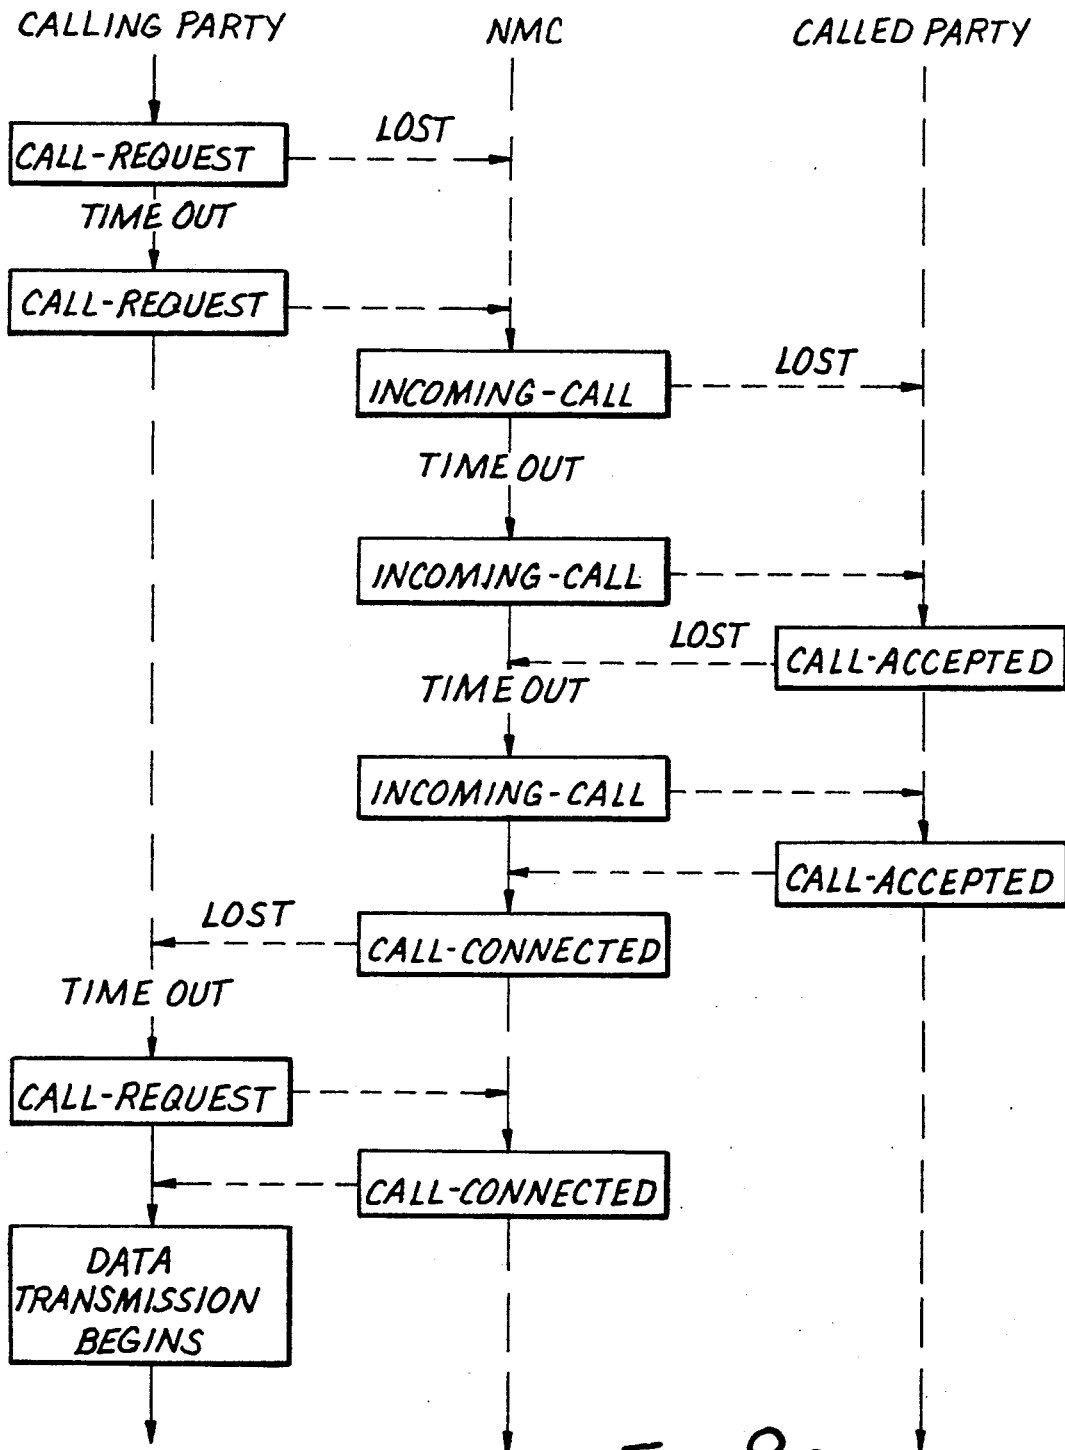 CALLING PARTY NMC CALLED PARTY
LOST
CALL-REQUEST
TIME OUT
CALL-REQUEST
LOST
INCOMING-CALL
TIME OUT
INCOMING-CALL
LOST
CALL-ACCEPTED
TIME OUT
INCOMING-CALL
CALL-ACCEPTED
LOST
CALL-CONNECTED
TIME OUT
CALL-REQUEST
CALL-CONNECTED
DATA
TRANSMISSION
BEGINS